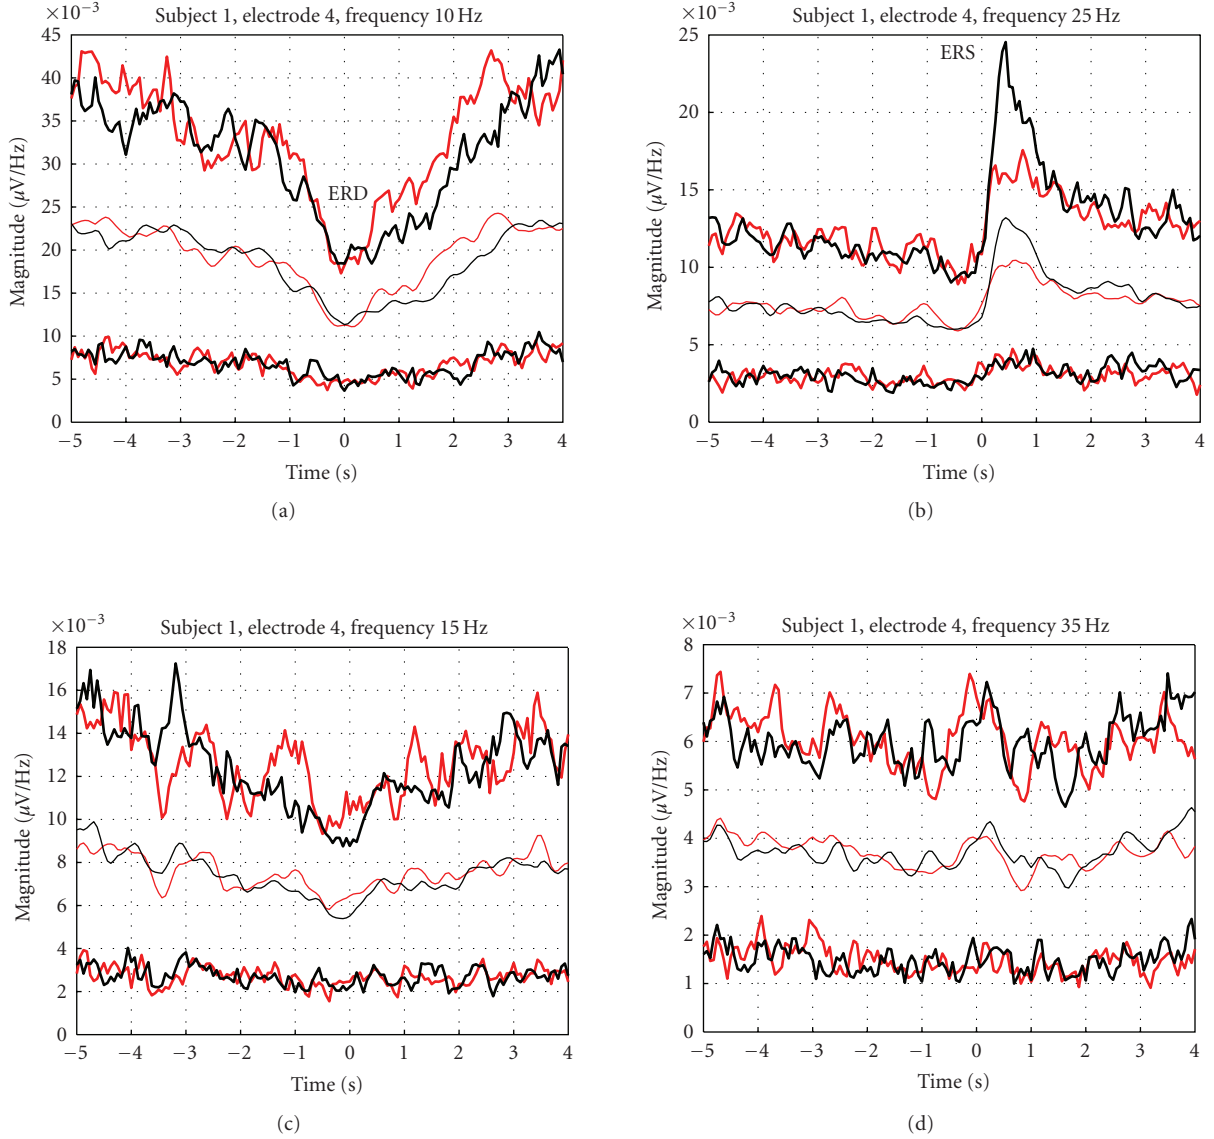 Subject 1, electrode 4, frequency 10 Hz
×10−3
45
40
35
30
25
20
15
10
5
0
Magnitude (μV/Hz)
ERD
−5 −4 −3 −2 −1 0 1 2 3 4
Time (s)
(a)
Subject 1, electrode 4, frequency 25 Hz
×10−3
25
20
15
10
5
0
Magnitude (μV/Hz)
ERS
−5 −4 −3 −2 −1 0 1 2 3 4
Time (s)
(b)
Subject 1, electrode 4, frequency 15 Hz
×10−3
18
16
14
12
10
8
6
4
2
0
Magnitude (μV/Hz)
−5 −4 −3 −2 −1 0 1 2 3 4
Time (s)
(c)
Subject 1, electrode 4, frequency 35 Hz
×10−3
8
7
6
5
4
3
2
1
0
Magnitude (μV/Hz)
−5 −4 −3 −2 −1 0 1 2 3 4
Time (s)
(d)